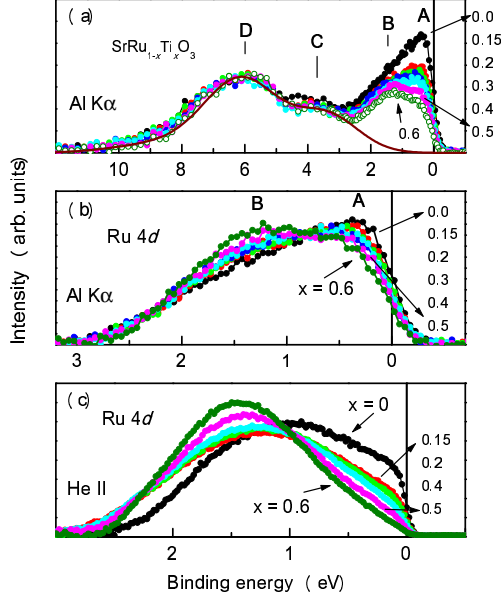 (a)
A
B
C
D
0.0
0.15
0.2
0.3
0.4
0.5
0.6
SrRu1-xTixO3
Al Kα
10 8 6 4 2 0
(b)
B
A
Ru 4d
0.0
0.15
0.2
0.3
0.4
0.5
x = 0.6
Al Kα
3 2 1 0
(c)
Ru 4d
x = 0
0.15
0.2
0.4
0.5
x = 0.6
He II
2 1 0
Intensity (arb. units)
Binding energy (eV)